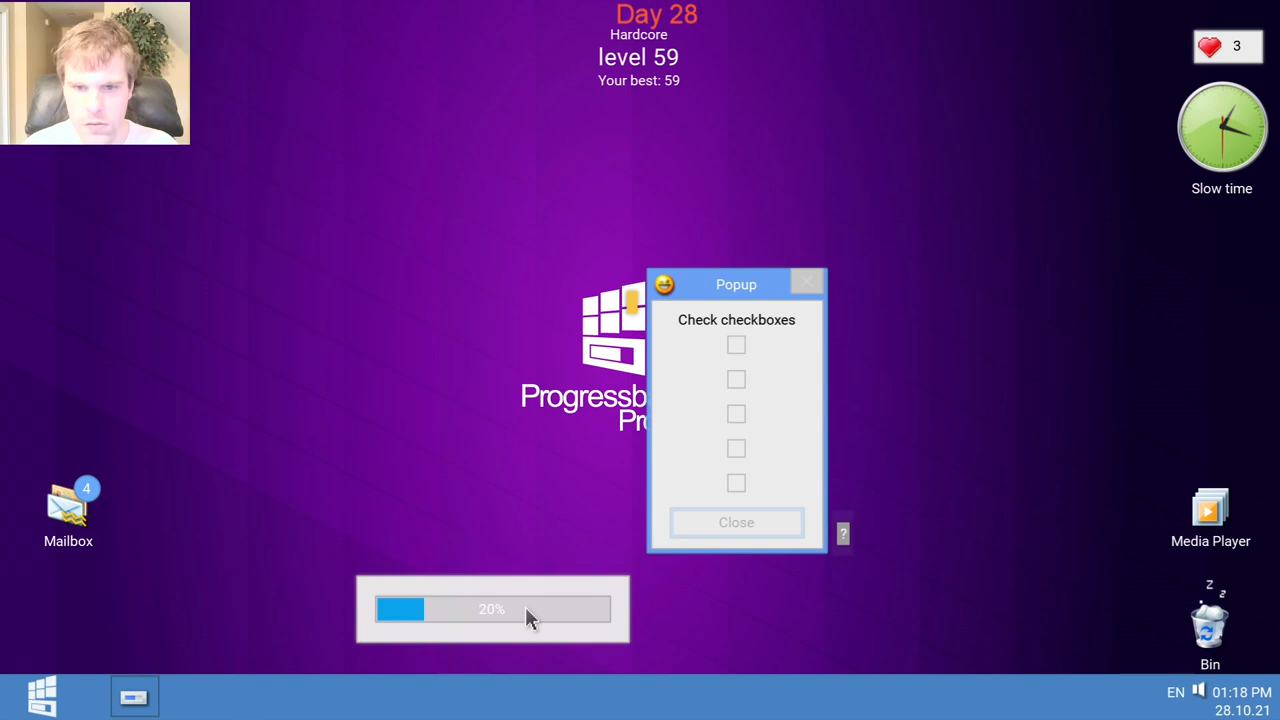 Day 28
Hardcore
level 59
Your best: 59
3
Slow time
Popup
Check checkboxes
Close
?
Progressb
Pro
4
Mailbox
Media Player
z z
Bin
20%
EN 01:18 PM
28.10.21